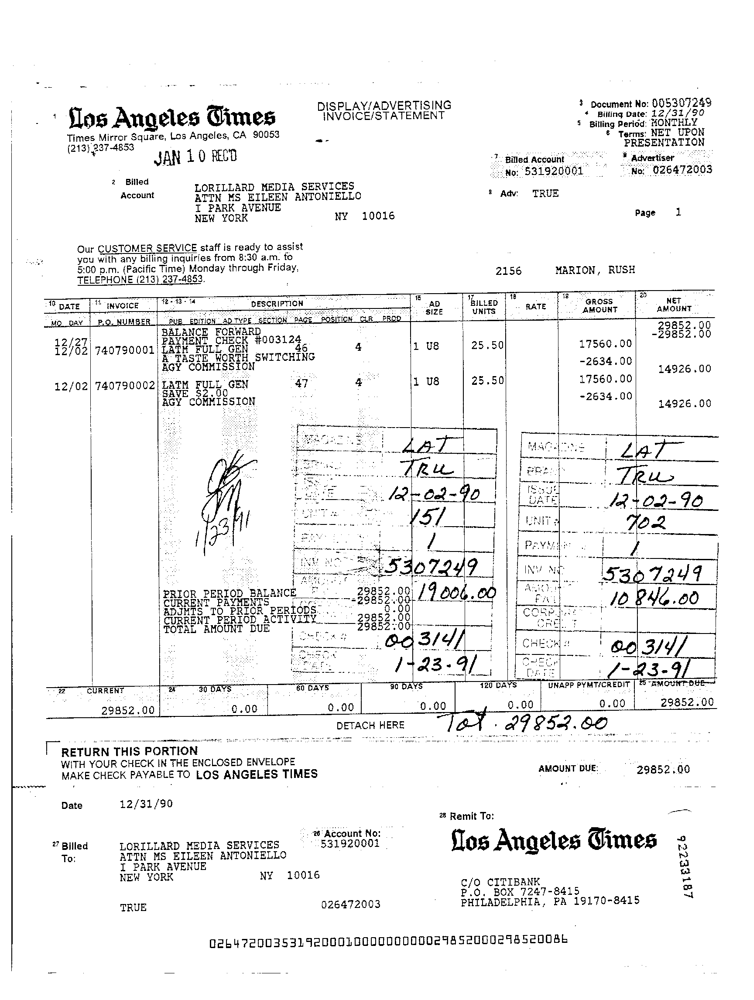 1 Los Angeles Times
Times Mirror Square, Los Angeles, CA 90053
(213) 237-4853
JAN 10 REC'D
DISPLAY/ADVERTISING
INVOICE/STATEMENT
3 Document No: 005307249
4 Billing Date: 12/31/90
5 Billing Period: MONTHLY
6 Terms: NET UPON
PRESENTATION
7 Billed Account
No: 531920001
9 Advertiser
No: 026472003
2 Billed
Account
LORILLARD MEDIA SERVICES
ATTN MS EILEEN ANTONIELLO
I PARK AVENUE
NEW YORK NY 10016
8 Adv: TRUE
Page 1
Our CUSTOMER SERVICE staff is ready to assist
you with any billing inquiries from 8:30 a.m. to
5:00 p.m. (Pacific Time) Monday through Friday,
TELEPHONE (213) 237-4853.
2156 MARION, RUSH
10 DATE 11 INVOICE 12 - 13 - 14 DESCRIPTION 15 AD SIZE 17 BILLED UNITS 18 RATE 19 GROSS AMOUNT 20 NET AMOUNT
MO DAY P.O. NUMBER PUB EDITION AD TYPE SECTION PAGE POSITION CLR PROD
BALANCE FORWARD 29852.00
12/27 PAYMENT CHECK #003124 -29852.00
12/02 740790001 LATM FULL GEN 46 4 1 U8 25.50 17560.00
A TASTE WORTH SWITCHING
AGY COMMISSION -2634.00 14926.00
12/02 740790002 LATM FULL GEN 47 4 1 U8 25.50 17560.00
SAVE $2.00
AGY COMMISSION -2634.00 14926.00
MAGAZINE LAT
BRAND TRU
ISSUE DATE 12-02-90
UNIT # 151
PAYM 1
INV NO 5307249
19006.00
CHECK # 003141
CHECK DATE 1-23-91
MAGAZINE LAT
BRAND TRU
ISSUE DATE 12-02-90
UNIT # 702
PAYM 1
INV NO 5307249
10846.00
CHECK # 003141
CHECK DATE 1-23-91
1/23/91
PRIOR PERIOD BALANCE 29852.00
CURRENT PAYMENTS -29852.00
ADJMTS TO PRIOR PERIODS 0.00
CURRENT PERIOD ACTIVITY 29852.00
TOTAL AMOUNT DUE 29852.00
22 CURRENT 24 30 DAYS 60 DAYS 90 DAYS 120 DAYS UNAPP PYMT/CREDIT 25 AMOUNT DUE
29852.00 0.00 0.00 0.00 0.00 0.00 29852.00
DETACH HERE
Tot. 29852.00
RETURN THIS PORTION
WITH YOUR CHECK IN THE ENCLOSED ENVELOPE
MAKE CHECK PAYABLE TO LOS ANGELES TIMES
AMOUNT DUE: 29852.00
Date 12/31/90
27 Billed
To:
LORILLARD MEDIA SERVICES
ATTN MS EILEEN ANTONIELLO
I PARK AVENUE
NEW YORK NY 10016
TRUE
26 Account No:
531920001
026472003
28 Remit To:
Los Angeles Times
C/O CITIBANK
P.O. BOX 7247-8415
PHILADELPHIA, PA 19170-8415
92233187
0264720035319200010000000000029852000298520086